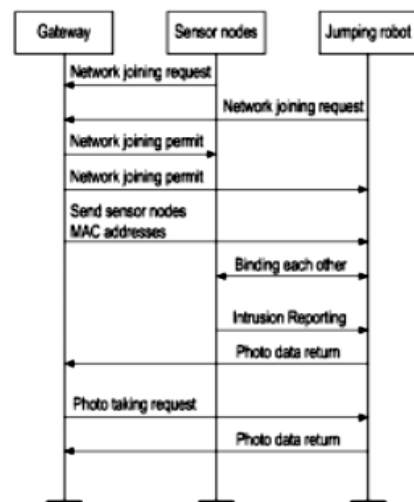 Gateway
Sensor nodes
Jumping robot
Network joining request
Network joining request
Network joining permit
Network joining permit
Send sensor nodes
MAC addresses
Binding each other
Intrusion Reporting
Photo data return
Photo taking request
Photo data return